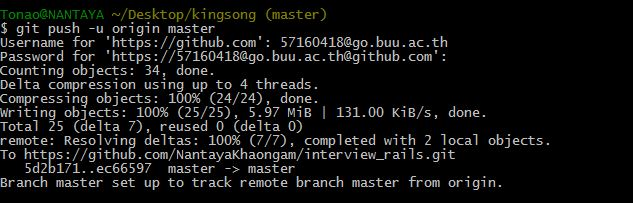 Tonao@NANTAYA ~/Desktop/kingsong (master)
$ git push -u origin master
Username for 'https://github.com': 57160418@go.buu.ac.th
Password for 'https://57160418@go.buu.ac.th@github.com':
Counting objects: 34, done.
Delta compression using up to 4 threads.
Compressing objects: 100% (24/24), done.
Writing objects: 100% (25/25), 5.97 MiB | 131.00 KiB/s, done.
Total 25 (delta 7), reused 0 (delta 0)
remote: Resolving deltas: 100% (7/7), completed with 2 local objects.
To https://github.com/NantayaKhaongam/interview_rails.git
   5d2b171..ec66597  master -> master
Branch master set up to track remote branch master from origin.